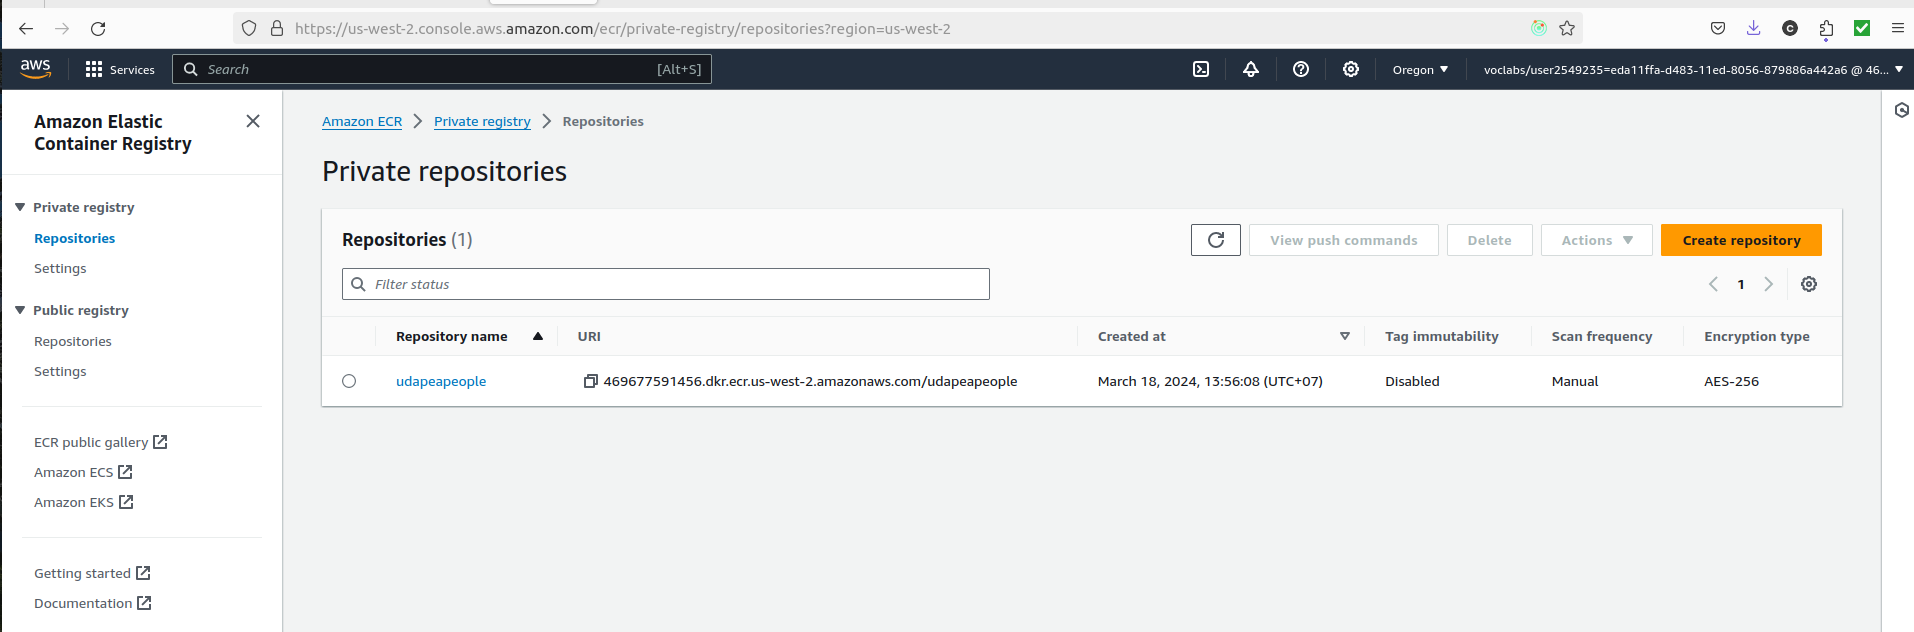 https://us-west-2.console.aws.amazon.com/ecr/private-registry/repositories?region=us-west-2
aws Services Search [Alt+S] Oregon voclabs/user2549235=eda11ffa-d483-11ed-8056-879886a442a6 @ 46...
Amazon Elastic
Container Registry
Private registry
Repositories
Settings
Public registry
Repositories
Settings
ECR public gallery
Amazon ECS
Amazon EKS
Getting started
Documentation
Amazon ECR > Private registry > Repositories
Private repositories
Repositories (1) View push commands Delete Actions Create repository
Filter status 1
Repository name URI Created at Tag immutability Scan frequency Encryption type
udapeapeople 469677591456.dkr.ecr.us-west-2.amazonaws.com/udapeapeople March 18, 2024, 13:56:08 (UTC+07) Disabled Manual AES-256